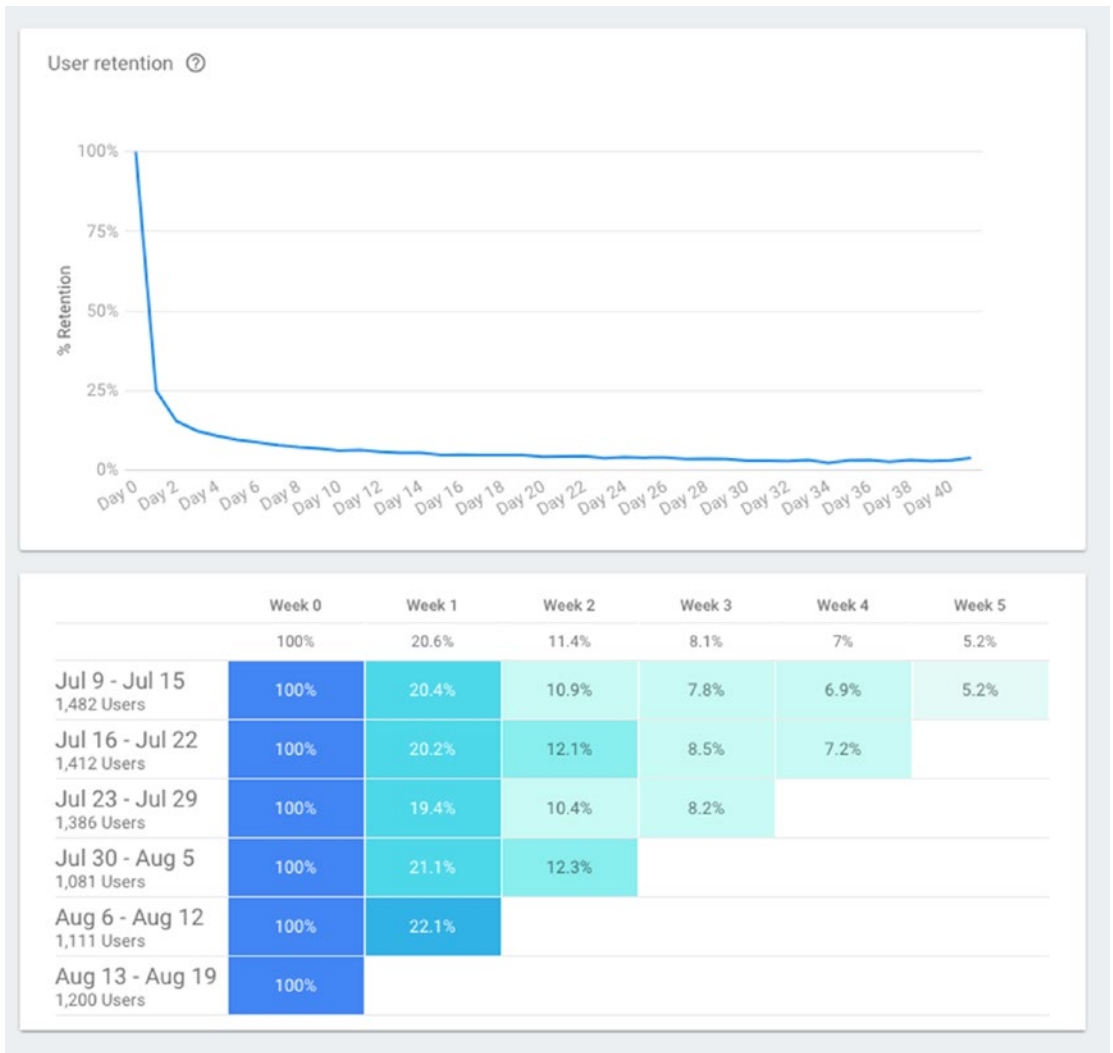 User retention
100%
75%
50%
25%
0%
% Retention
Day 0 Day 2 Day 4 Day 6 Day 8 Day 10 Day 12 Day 14 Day 16 Day 18 Day 20 Day 22 Day 24 Day 26 Day 28 Day 30 Day 32 Day 34 Day 36 Day 38 Day 40
Week 0 Week 1 Week 2 Week 3 Week 4 Week 5
100% 20.6% 11.4% 8.1% 7% 5.2%
Jul 9 - Jul 15
1,482 Users
100% 20.4% 10.9% 7.8% 6.9% 5.2%
Jul 16 - Jul 22
1,412 Users
100% 20.2% 12.1% 8.5% 7.2%
Jul 23 - Jul 29
1,386 Users
100% 19.4% 10.4% 8.2%
Jul 30 - Aug 5
1,081 Users
100% 21.1% 12.3%
Aug 6 - Aug 12
1,111 Users
100% 22.1%
Aug 13 - Aug 19
1,200 Users
100%